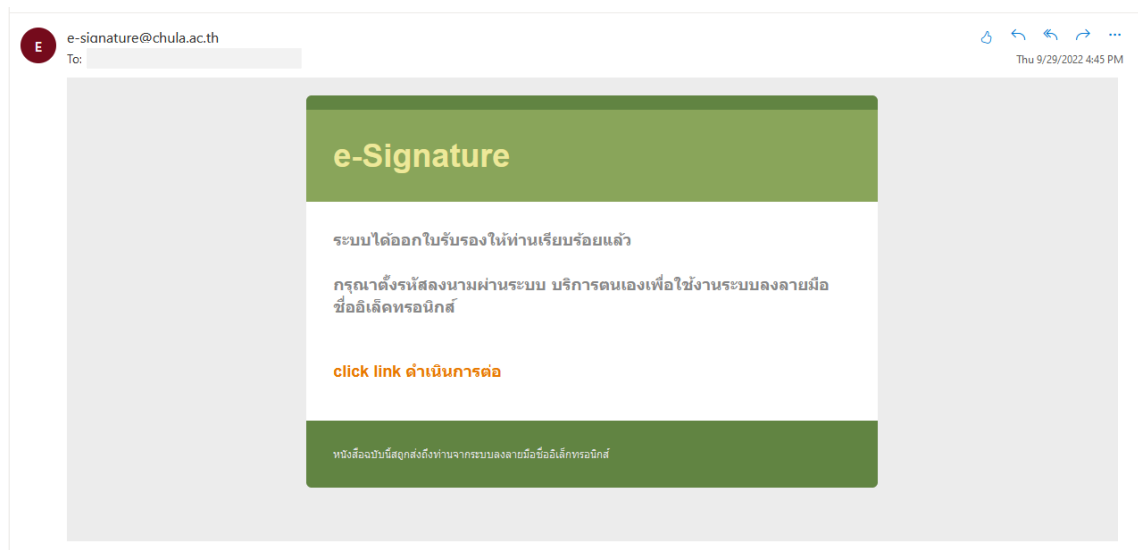 E
e-signature@chula.ac.th
To:
Thu 9/29/2022 4:45 PM
e-Signature
ระบบได้ออกใบรับรองให้ท่านเรียบร้อยแล้ว
กรุณาตั้งรหัสลงนามผ่านระบบ บริการตนเองเพื่อใช้งานระบบลงลายมือ
ชื่ออิเล็คทรอนิกส์
click link ดำเนินการต่อ
หนังสือฉบับนี้สถูกส่งถึงท่านจากระบบลงลายมือชื่ออิเล็กทรอนิกส์